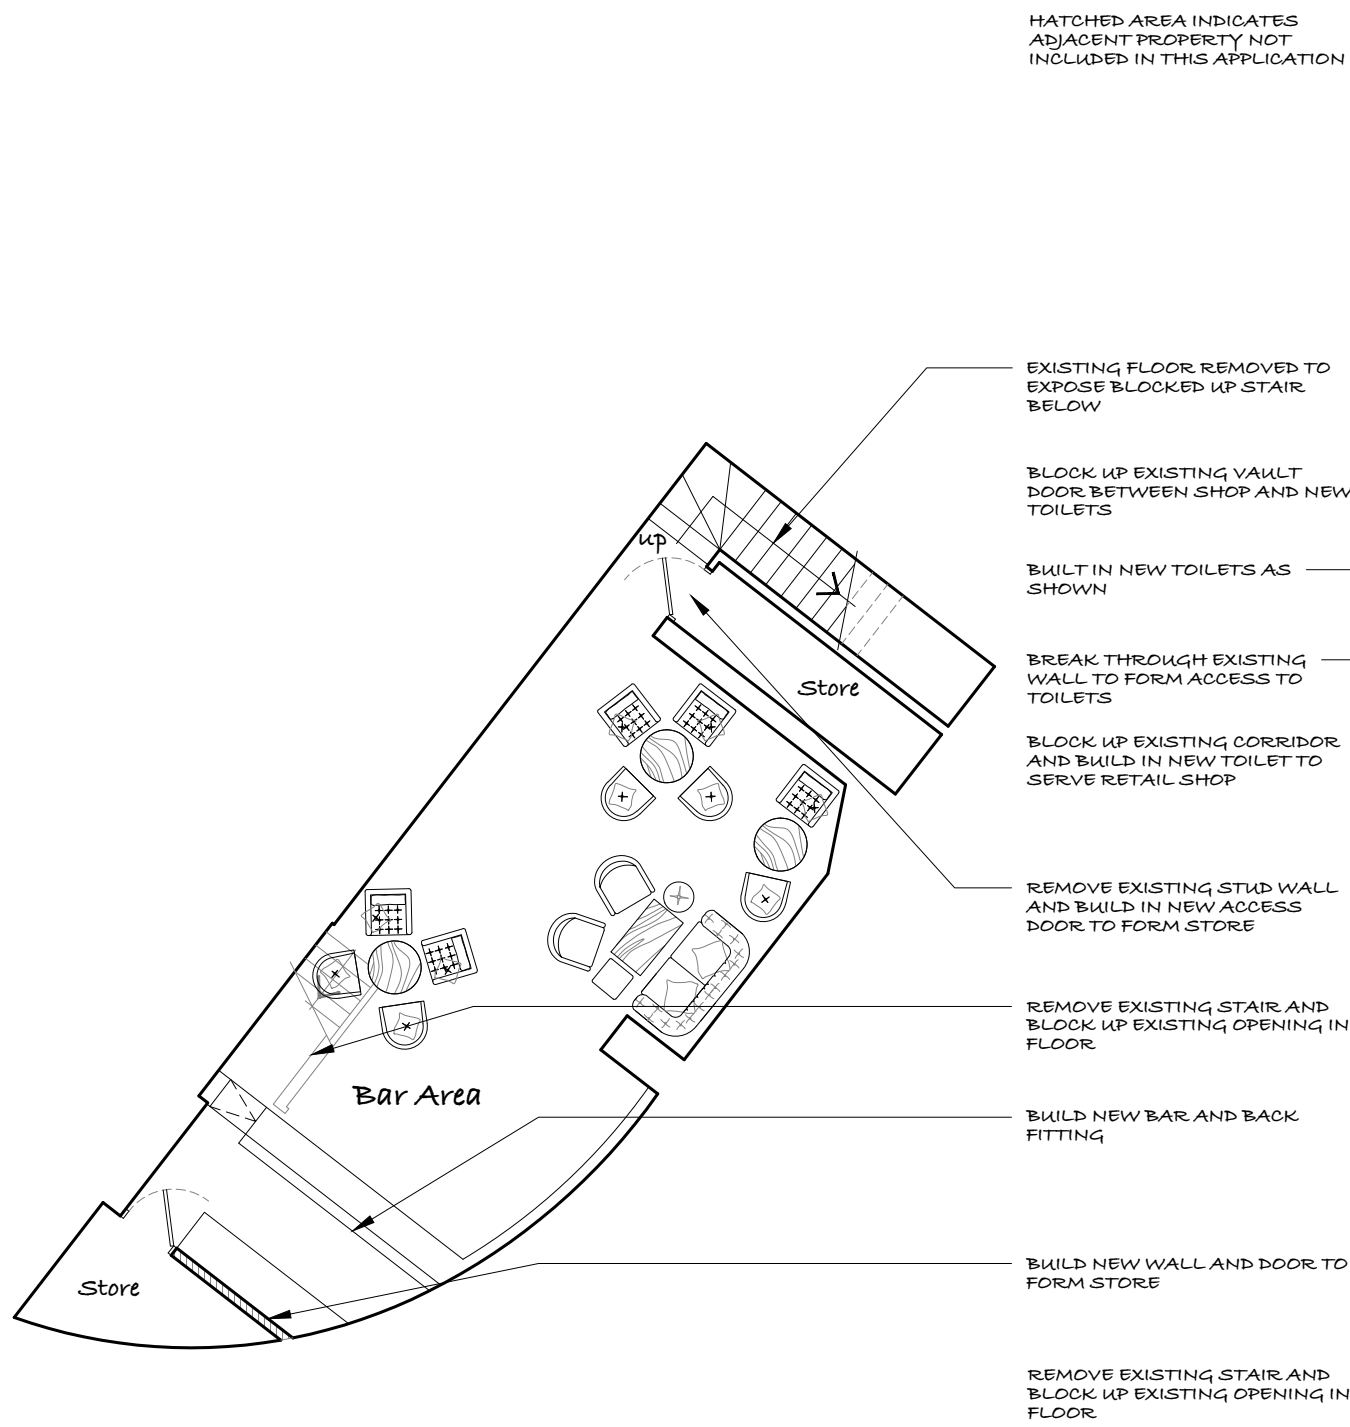 HATCHED AREA INDICATES
ADJACENT PROPERTY NOT
INCLUDED IN THIS APPLICATION
EXISTING FLOOR REMOVED TO
EXPOSE BLOCKED UP STAIR
BELOW
BLOCK UP EXISTING VAULT
DOOR BETWEEN SHOP AND NEW
TOILETS
up
BUILT IN NEW TOILETS AS
SHOWN
BREAK THROUGH EXISTING
WALL TO FORM ACCESS TO
TOILETS
Store
BLOCK UP EXISTING CORRIDOR
AND BUILD IN NEW TOILET TO
SERVE RETAIL SHOP
REMOVE EXISTING STUD WALL
AND BUILD IN NEW ACCESS
DOOR TO FORM STORE
REMOVE EXISTING STAIR AND
BLOCK UP EXISTING OPENING IN
FLOOR
Bar Area
BUILD NEW BAR AND BACK
FITTING
BUILD NEW WALL AND DOOR TO
FORM STORE
Store
REMOVE EXISTING STAIR AND
BLOCK UP EXISTING OPENING IN
FLOOR